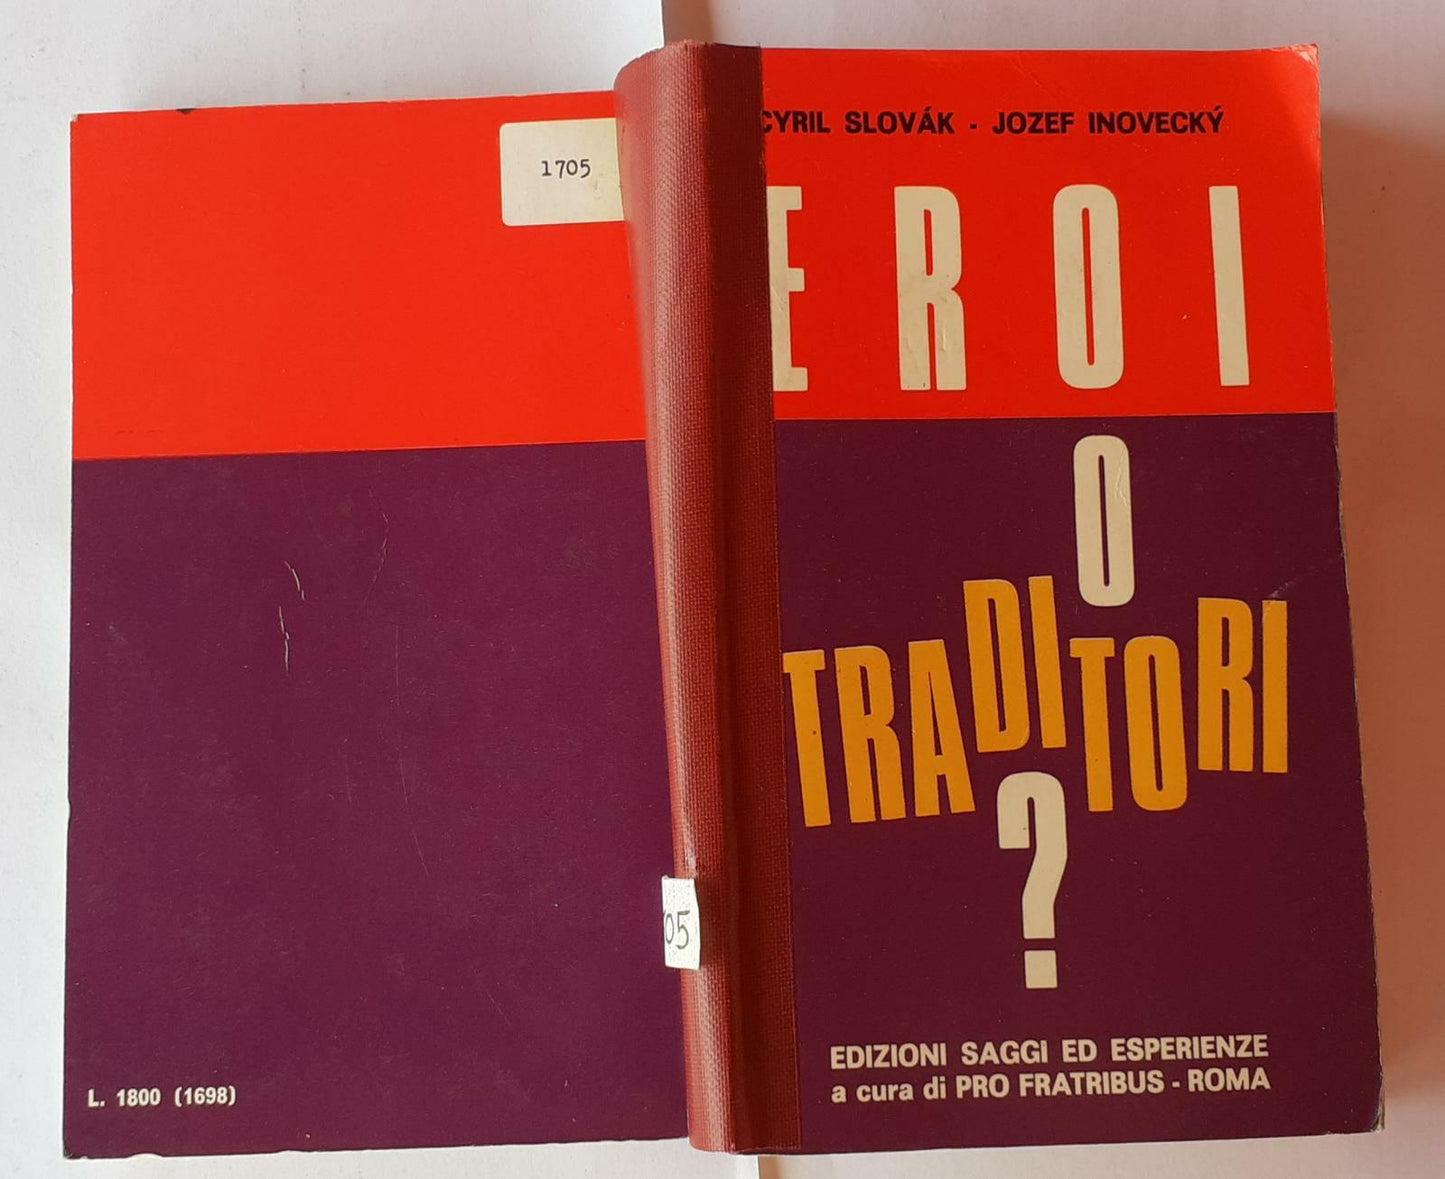 1705
L. 1800 (1698)
05
CYRIL SLOVÁK - JOZEF INOVECKÝ
EROI
O
TRADITORI
?
EDIZIONI SAGGI ED ESPERIENZE
a cura di PRO FRATRIBUS - ROMA